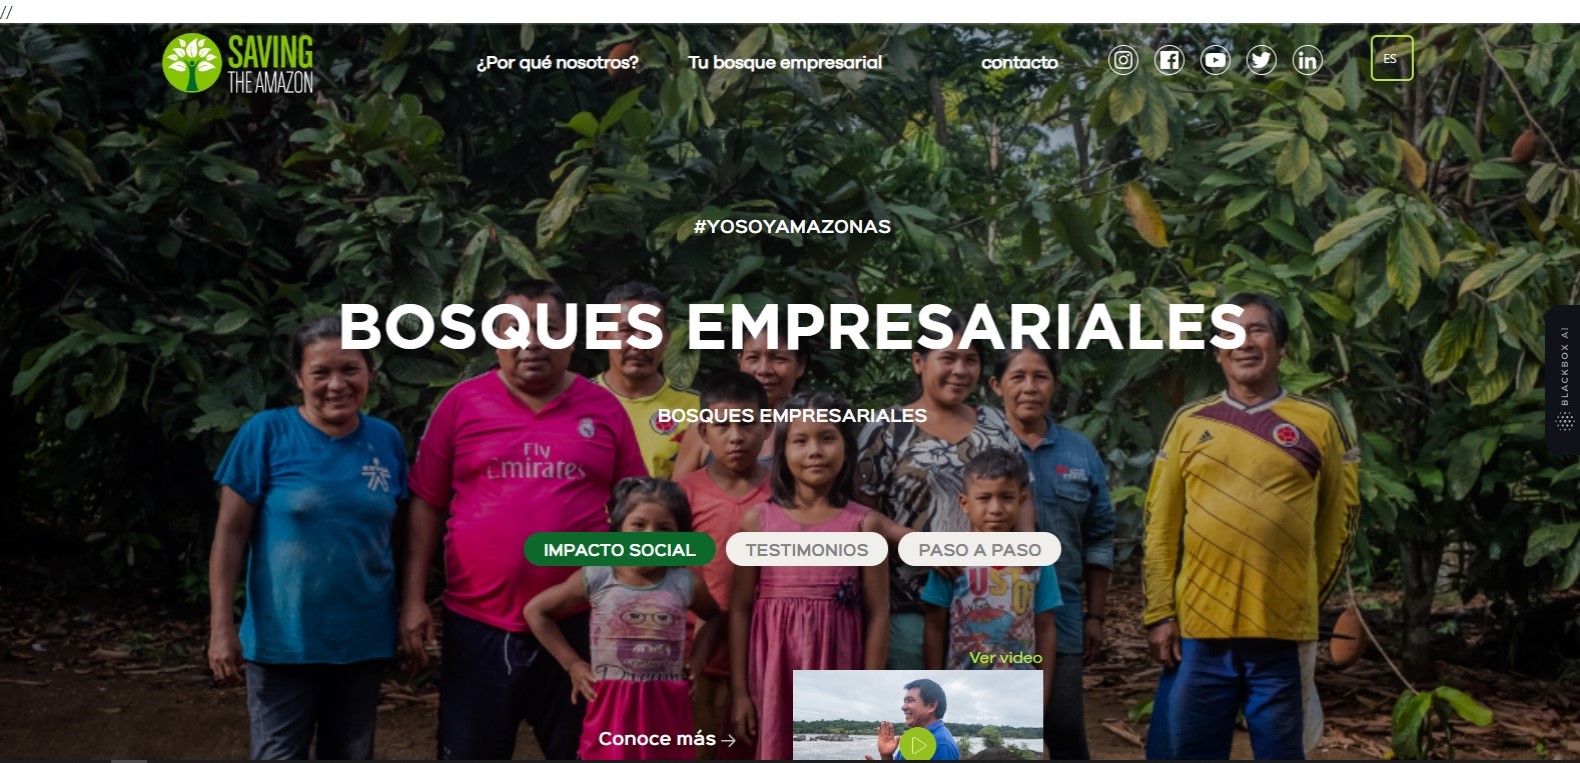 //
SAVING
THE AMAZON
¿Por qué nosotros?
Tu bosque empresarial
contacto
ES
#YOSOYAMAZONAS
BOSQUES EMPRESARIALES
BOSQUES EMPRESARIALES
Fly
Emirates
IMPACTO SOCIAL
TESTIMONIOS
PASO A PASO
Ver video
Conoce más →
BLACKBOX AI